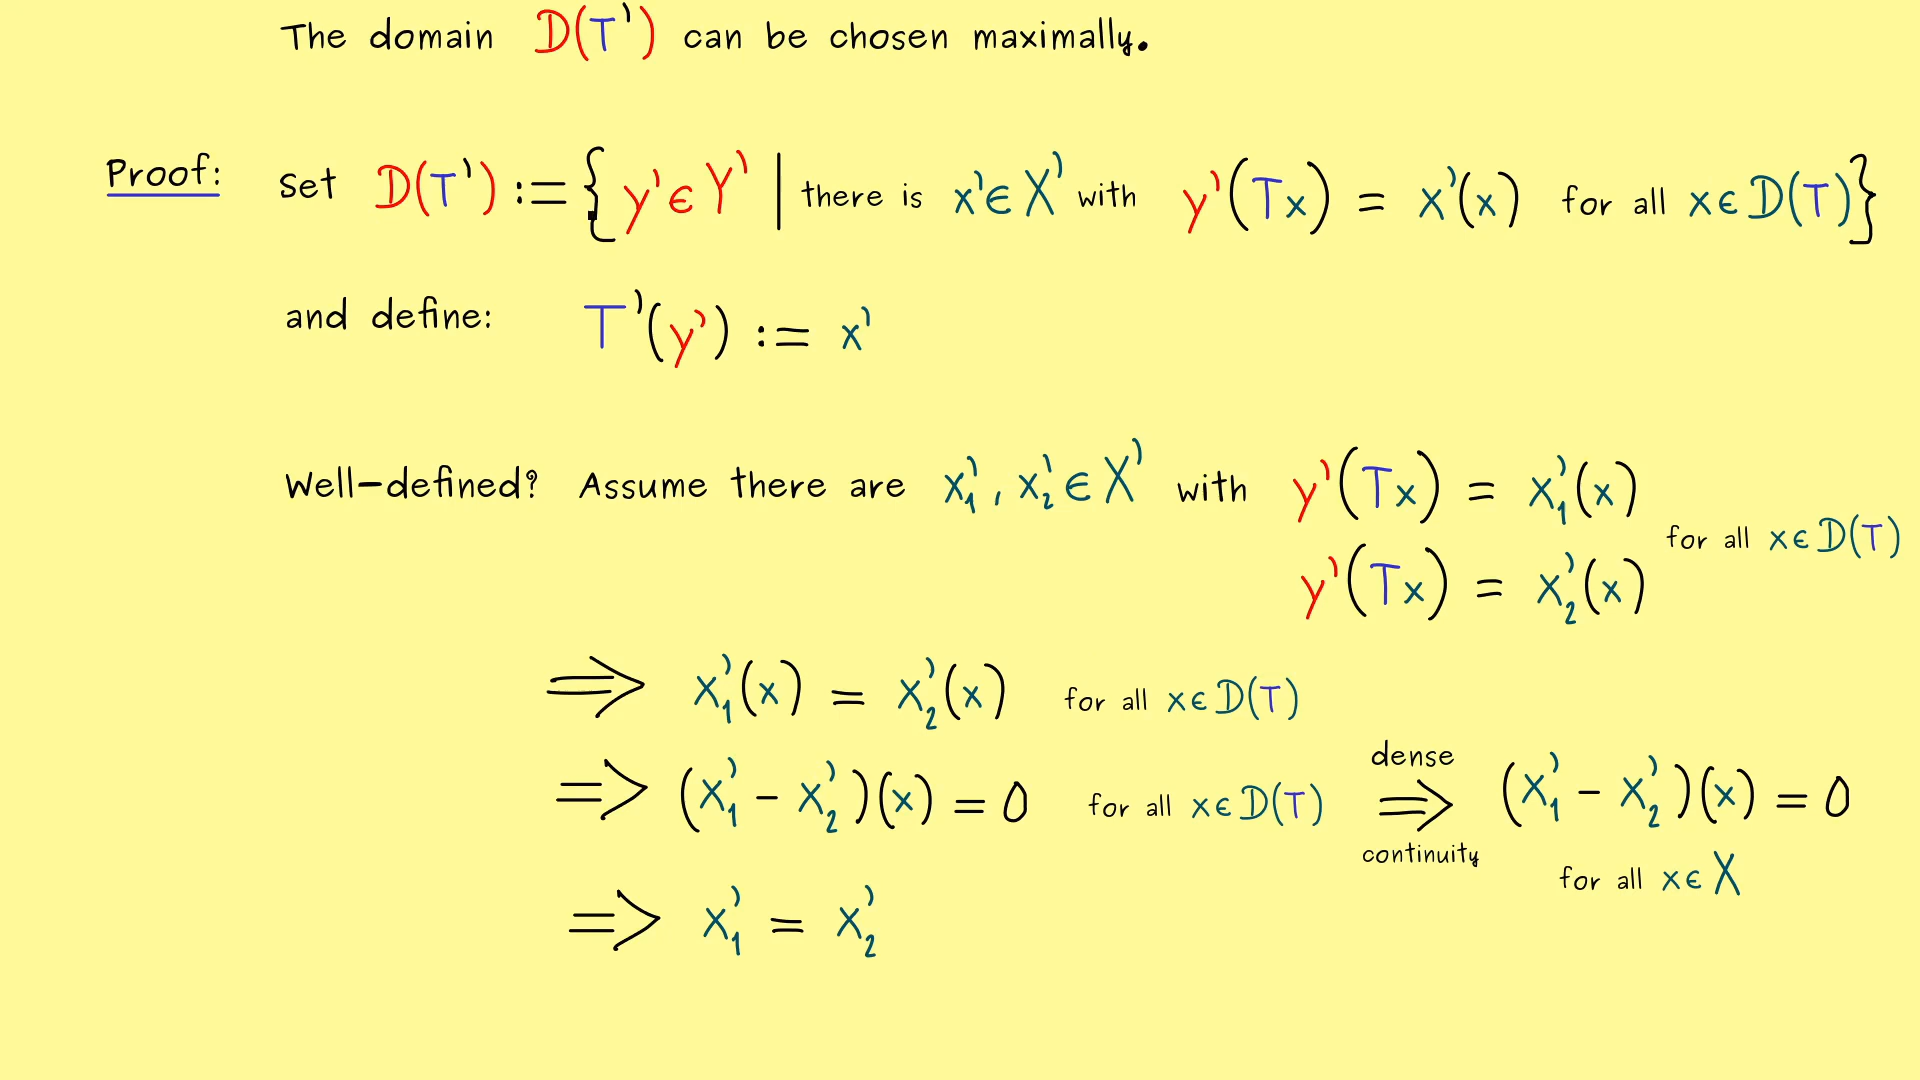 The domain D(T') can be chosen maximally.
Proof: Set D(T') := { y' ∈ Y' | there is x' ∈ X' with y'(Tx) = x'(x) for all x ∈ D(T) }
and define: T'(y') := x'
Well-defined? Assume there are x'₁, x'₂ ∈ X' with y'(Tx) = x'₁(x)
for all x ∈ D(T)
y'(Tx) = x'₂(x)
⟹ x'₁(x) = x'₂(x) for all x ∈ D(T)
⟹ (x'₁ − x'₂)(x) = 0 for all x ∈ D(T) dense ⟹ continuity (x'₁ − x'₂)(x) = 0
for all x ∈ X
⟹ x'₁ = x'₂